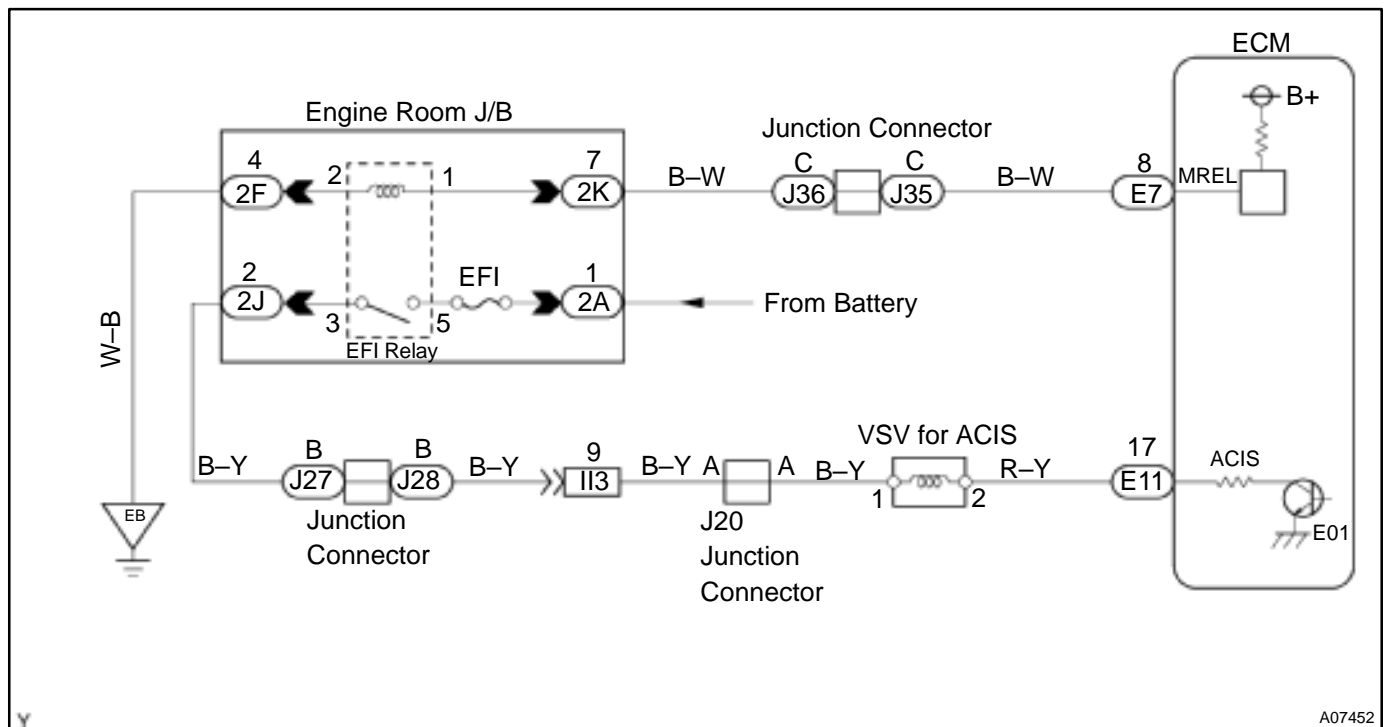 ECM
B+
Engine Room J/B
Junction Connector
4 2 1 7 C C 8
2F 2K B–W J36 J35 B–W E7 MREL
2 EFI 1
2J 3 5 2A From Battery
EFI Relay
W–B
VSV for ACIS
B B 9 17 ACIS
B–Y J27 J28 B–Y II3 B–Y A A B–Y 1 2 R–Y E11
EB
Junction
Connector
J20
Junction
Connector
E01
Y
A07452